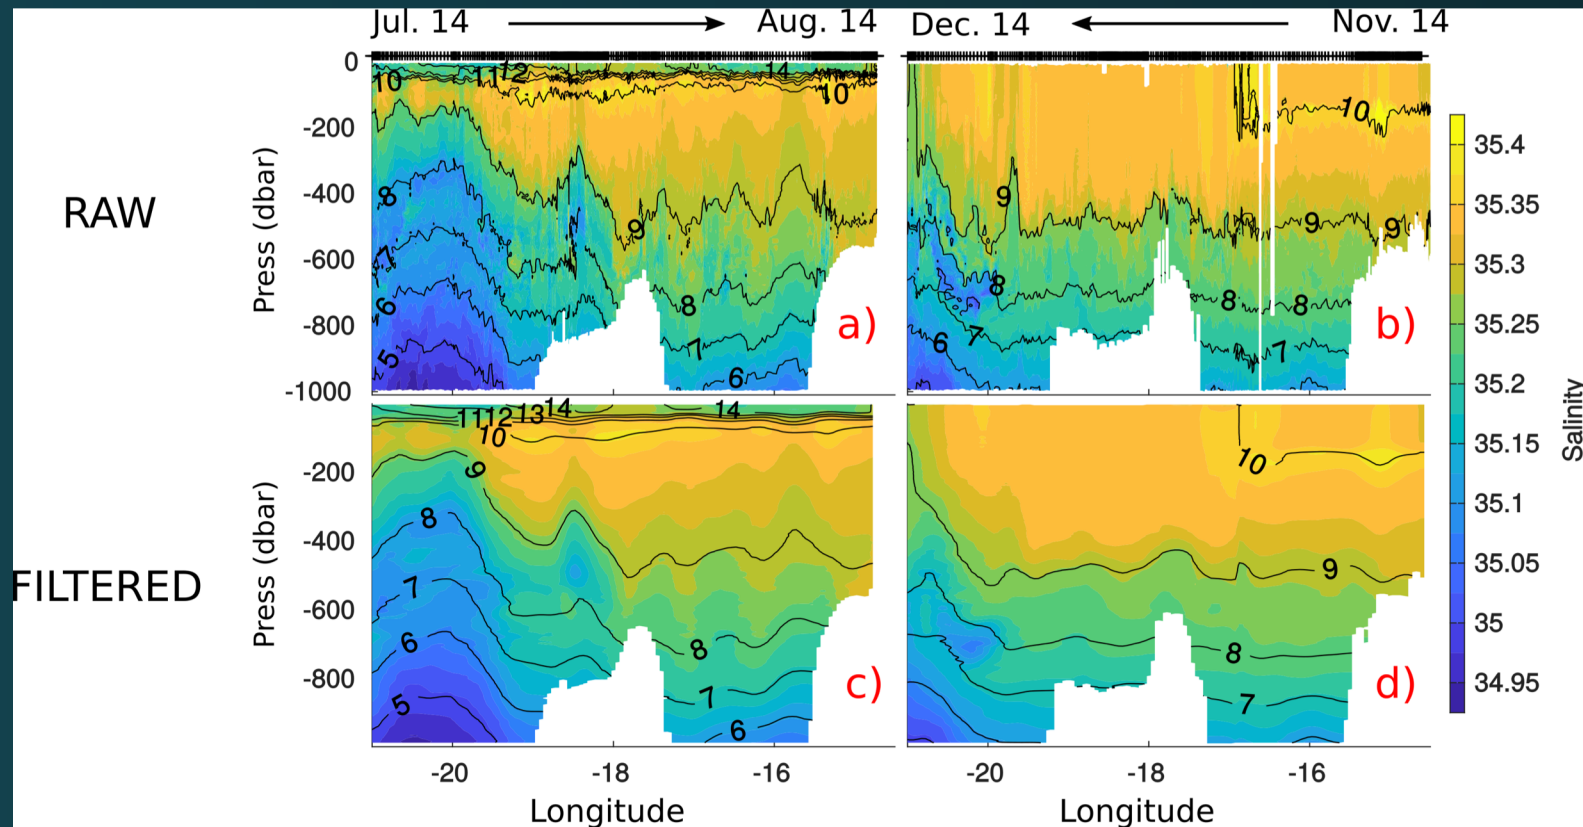 Jul. 14 Aug. 14 Dec. 14 Nov. 14
RAW
Press (dbar)
0
-200
-400
-600
-800
-1000
10 11 12 14 10
8 9
7
6 8
5 7
6
a)
10
9 9 9
8 8 8
6 7 7
b)
FILTERED
Press (dbar)
-200
-400
-600
-800
11 12 13 14 14
10
9
8
7
6 8
5 7
6
c)
10
9
8
7
d)
-20 -18 -16
Longitude
-20 -18 -16
Longitude
35.4
35.35
35.3
35.25
35.2
35.15
35.1
35.05
35
34.95
Salinity